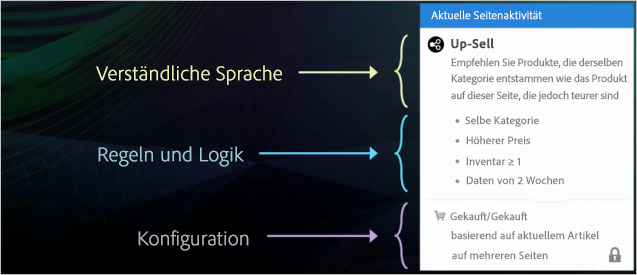 Aktuelle Seitenaktivität
Verständliche Sprache
Up-Sell
Empfehlen Sie Produkte, die derselben
Kategorie entstammen wie das Produkt
auf dieser Seite, die jedoch teurer sind
Regeln und Logik
• Selbe Kategorie
• Höherer Preis
• Inventar ≥ 1
• Daten von 2 Wochen
Konfiguration
Gekauft/Gekauft
basierend auf aktuellem Artikel
auf mehreren Seiten